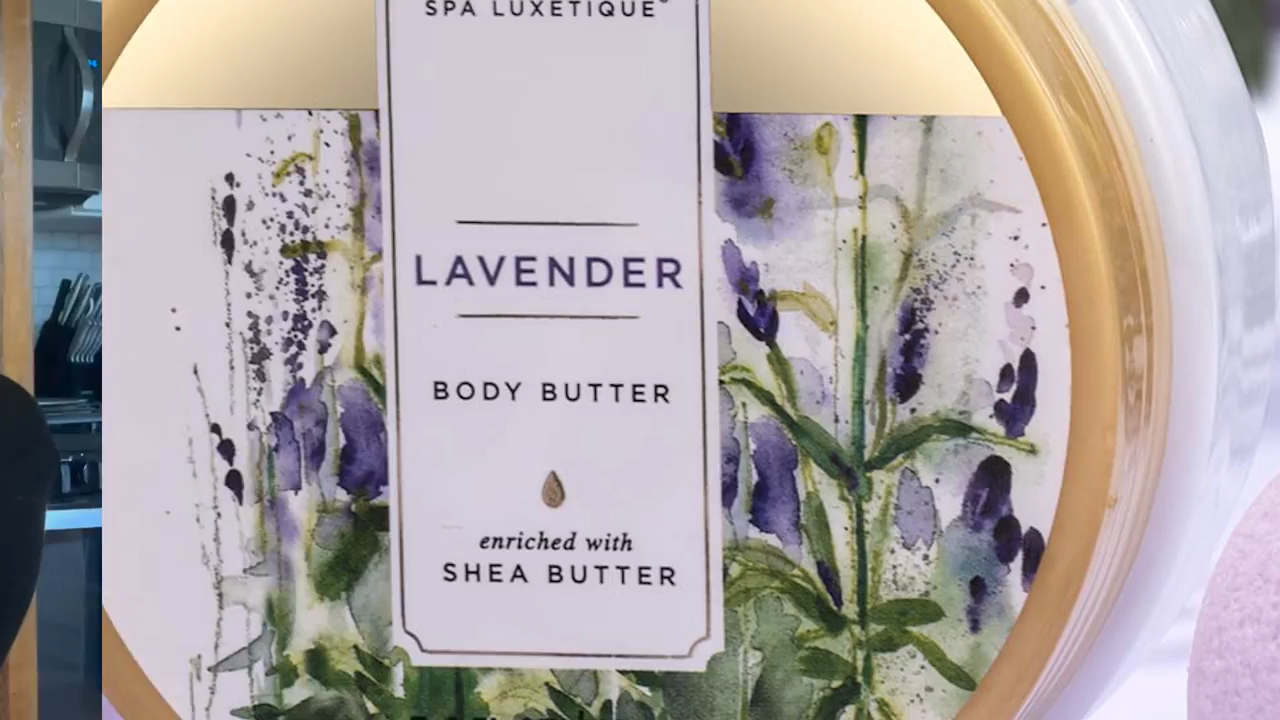 SPA LUXETIQUE®
LAVENDER
BODY BUTTER
enriched with
SHEA BUTTER